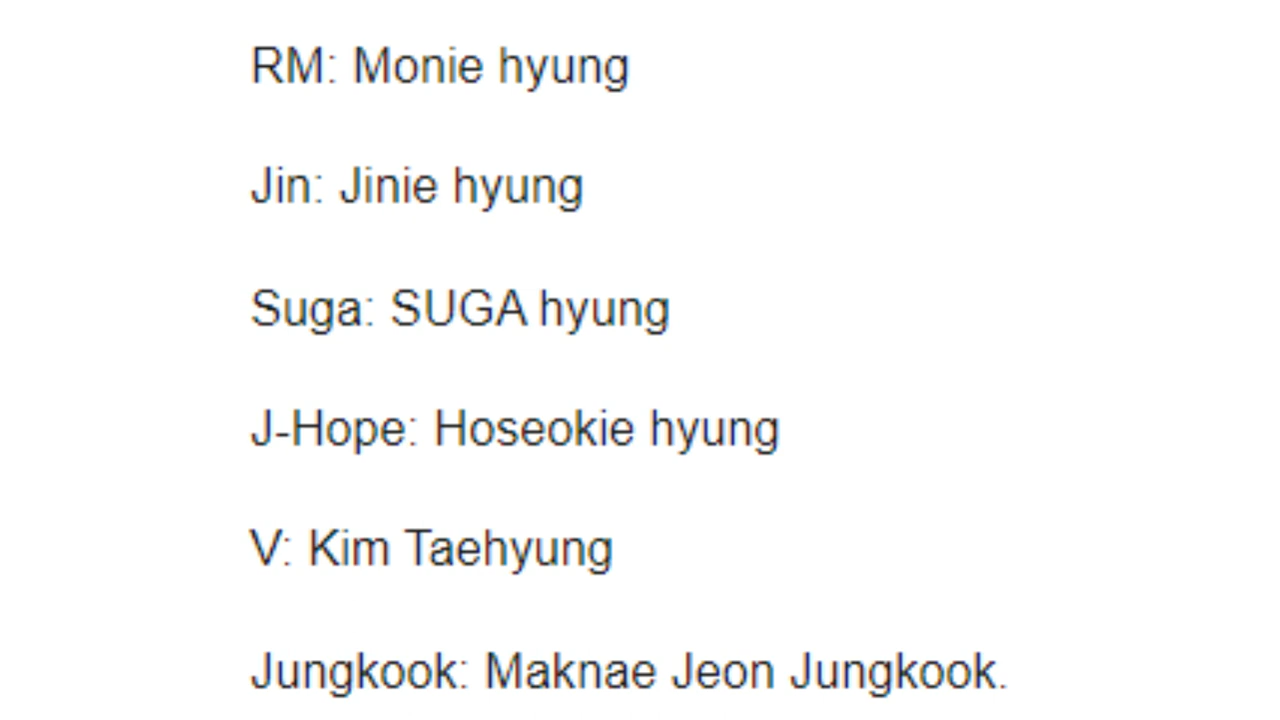 RM: Monie hyung
Jin: Jinie hyung
Suga: SUGA hyung
J-Hope: Hoseokie hyung
V: Kim Taehyung
Jungkook: Maknae Jeon Jungkook.